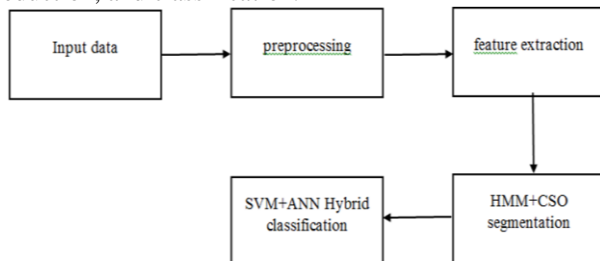 Input data
preprocessing
feature extraction
SVM+ANN Hybrid
classification
HMM+CSO
segmentation